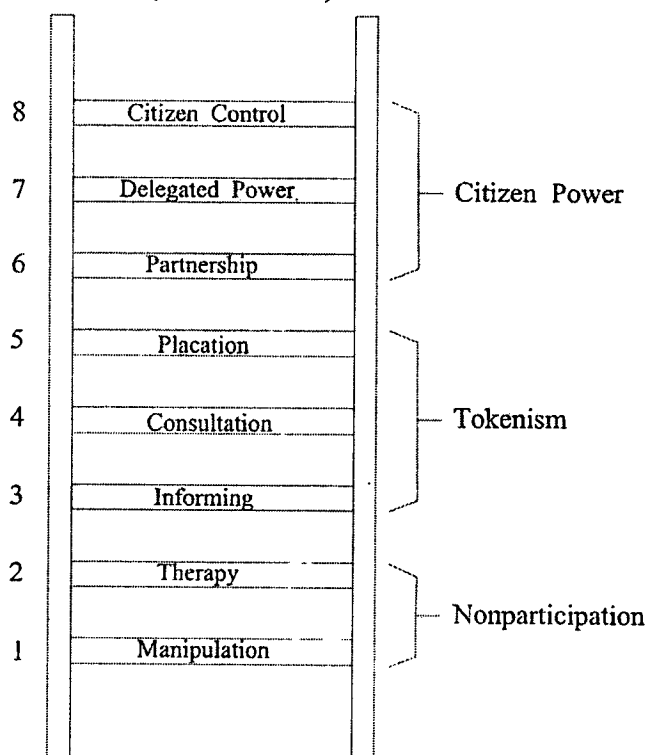 8 Citizen Control
7 Delegated Power
Citizen Power
6 Partnership
5 Placation
4 Consultation
Tokenism
3 Informing
2 Therapy
Nonparticipation
1 Manipulation